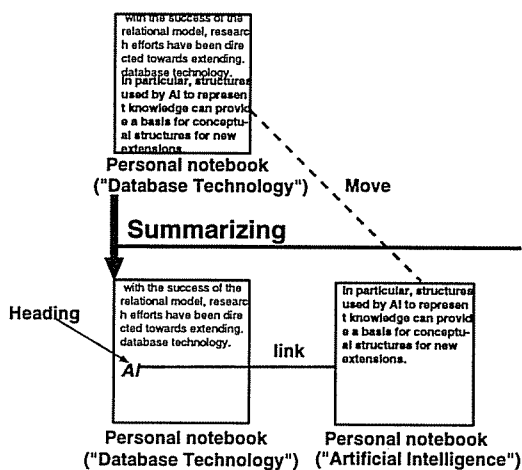 with the success of the
relational model, researc
h efforts have been dire
cted towards extending.
database technology.
In particular, structures
used by AI to represen
t knowledge can provid
e a basis for conceptu-
al structures for new
extensions.
Personal notebook
("Database Technology")
Move
Summarizing
with the success of the
relational model, researc
h efforts have been dire
cted towards extending.
database technology.
Heading
AI
link
In particular, structures
used by AI to represen
t knowledge can provid
e a basis for conceptu-
al structures for new
extensions.
Personal notebook
("Database Technology")
Personal notebook
("Artificial Intelligence")